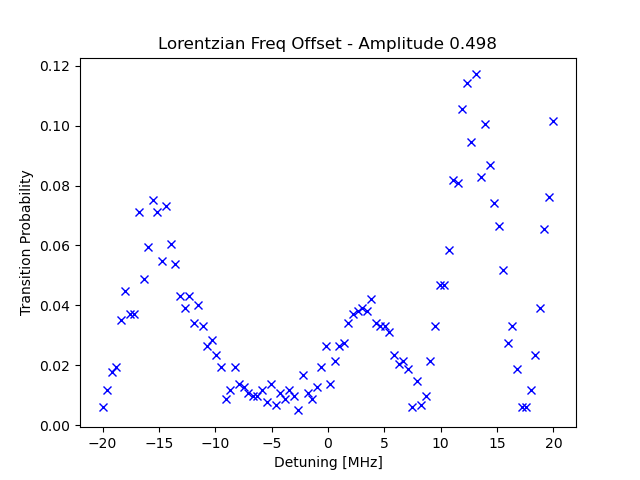 Lorentzian Freq Offset - Amplitude 0.498
Transition Probability
0.12
0.10
0.08
0.06
0.04
0.02
0.00
−20 −15 −10 −5 0 5 10 15 20
Detuning [MHz]